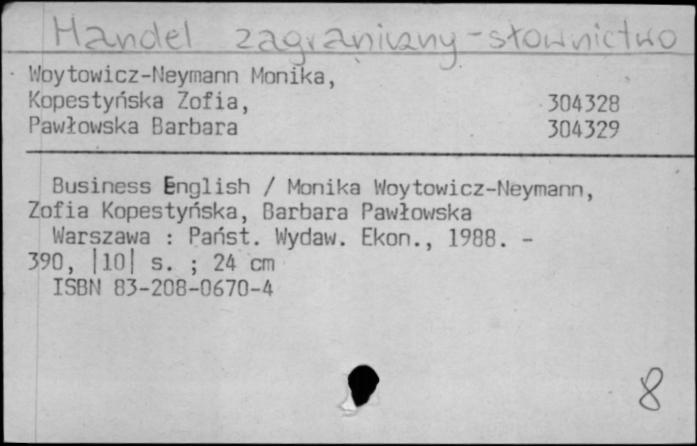 Handel zagraniczny - słownictwo
Woytowicz-Neymann Monika,
Kopestyńska Zofia, 304328
Pawłowska Barbara 304329
Business English / Monika Woytowicz-Neymann,
Zofia Kopestyńska, Barbara Pawłowska
Warszawa : Państ. Wydaw. Ekon., 1988. -
390, |10| s. ; 24 cm
ISBN 83-208-0670-4
8